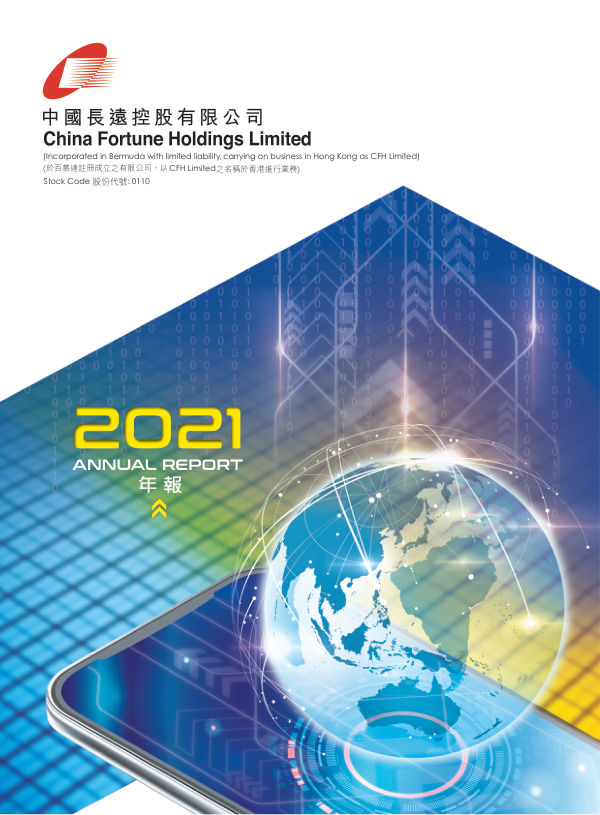 中國長遠控股有限公司
China Fortune Holdings Limited
(Incorporated in Bermuda with limited liability, carrying on business in Hong Kong as CFH Limited)
(於百慕達註冊成立之有限公司，以 CFH Limited之名稱於香港進行業務)
Stock Code 股份代號: 0110
2021
ANNUAL REPORT
年報